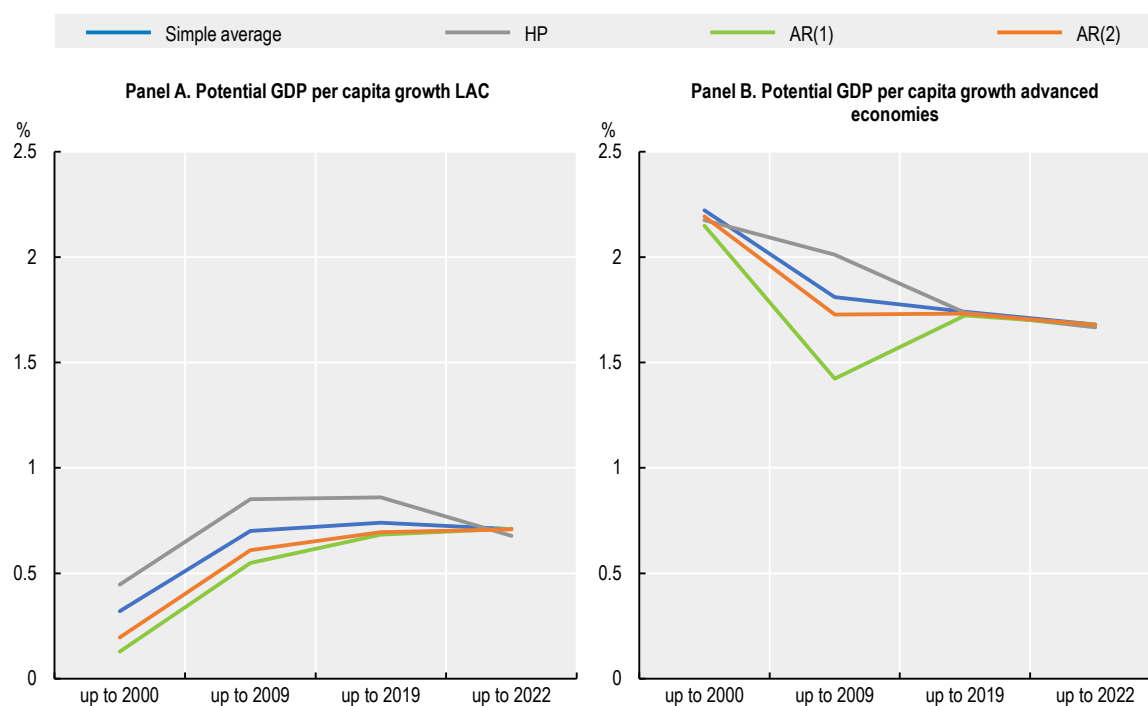 Simple average
HP
AR(1)
AR(2)
Panel A. Potential GDP per capita growth LAC
%
2.5
2
1.5
1
0.5
0
up to 2000
up to 2009
up to 2019
up to 2022
Panel B. Potential GDP per capita growth advanced
economies
%
2.5
2
1.5
1
0.5
0
up to 2000
up to 2009
up to 2019
up to 2022